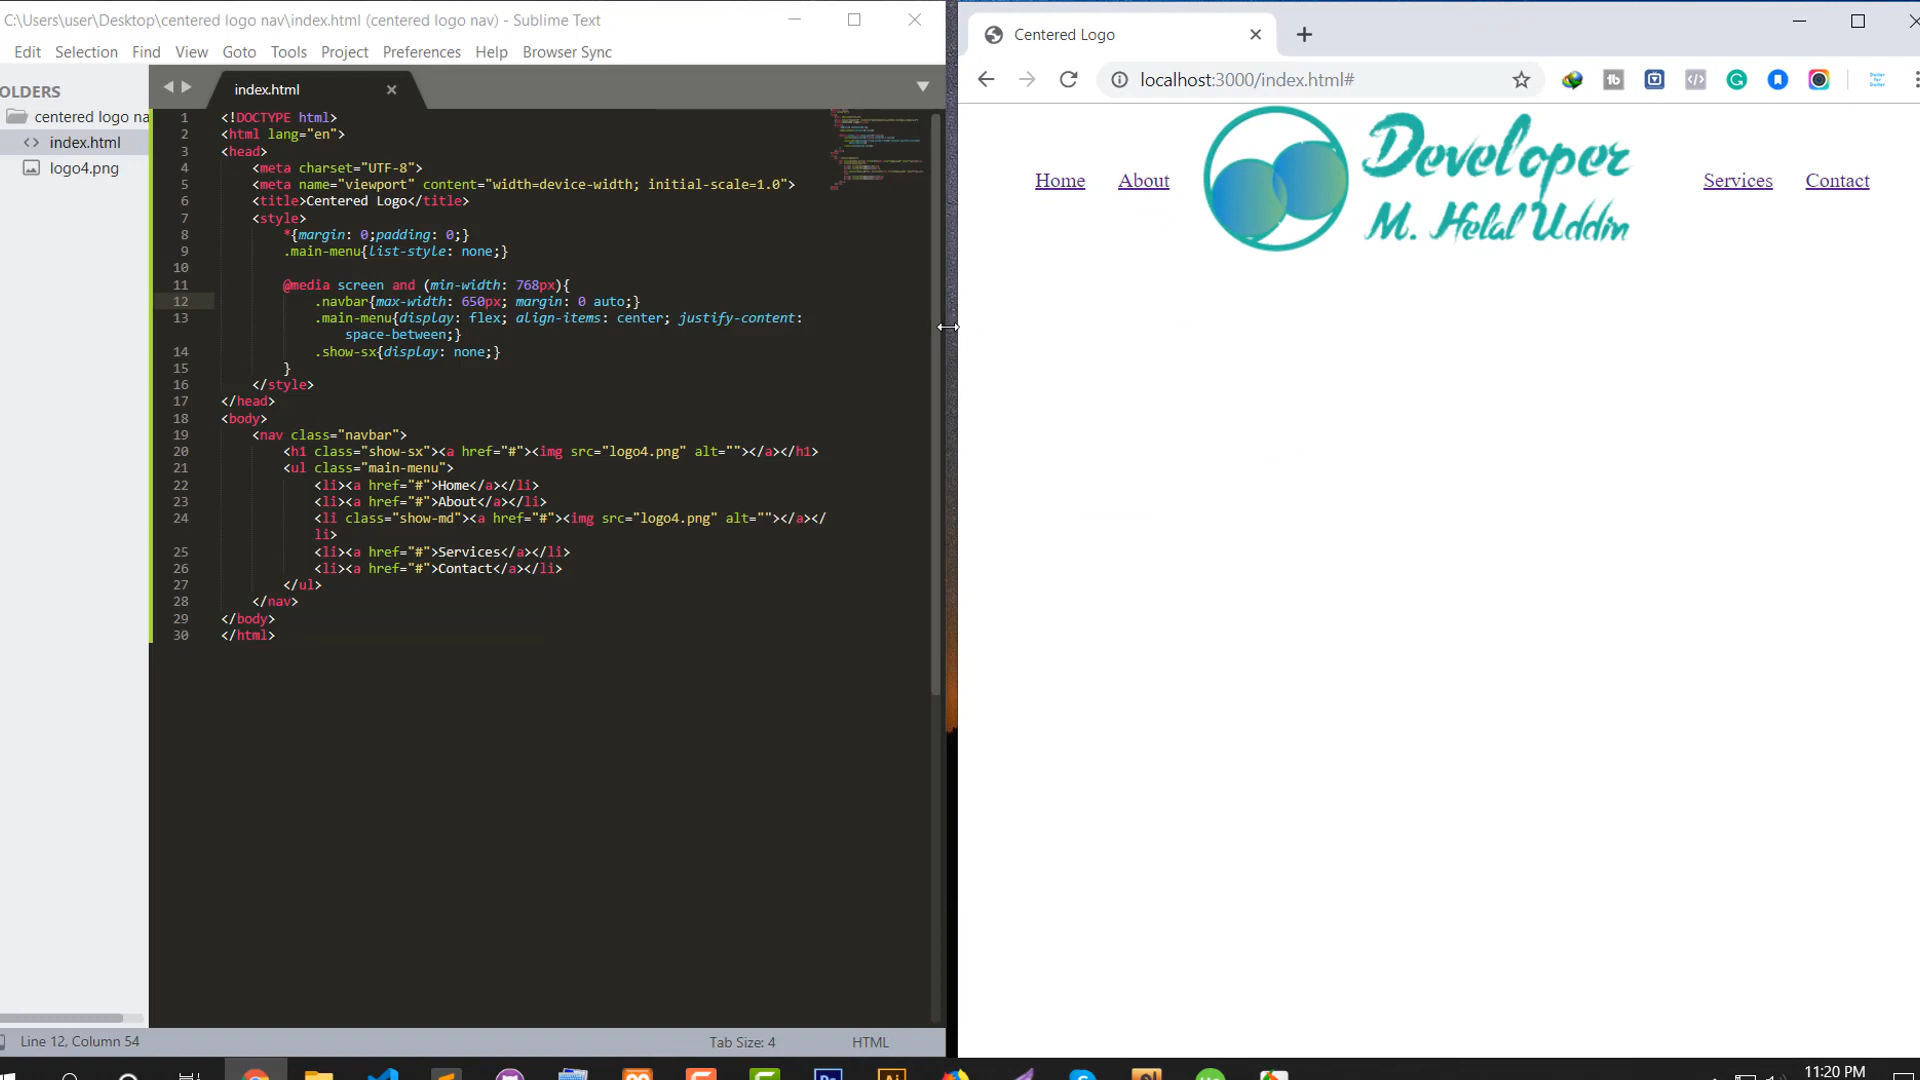 C:\Users\user\Desktop\centered logo nav\index.html (centered logo nav) - Sublime Text
Edit Selection Find View Goto Tools Project Preferences Help Browser Sync
OLDERS
centered logo na
index.html
logo4.png
index.html
1 <!DOCTYPE html>
2 <html lang="en">
3 <head>
4 <meta charset="UTF-8">
5 <meta name="viewport" content="width=device-width; initial-scale=1.0">
6 <title>Centered Logo</title>
7 <style>
8 *{margin: 0;padding: 0;}
9 .main-menu{list-style: none;}
10
11 @media screen and (min-width: 768px){
12 .navbar{max-width: 650px; margin: 0 auto;}
13 .main-menu{display: flex; align-items: center; justify-content:
space-between;}
14 .show-sx{display: none;}
15 }
16 </style>
17 </head>
18 <body>
19 <nav class="navbar">
20 <h1 class="show-sx"><a href="#"><img src="logo4.png" alt=""></a></h1>
21 <ul class="main-menu">
22 <li><a href="#">Home</a></li>
23 <li><a href="#">About</a></li>
24 <li class="show-md"><a href="#"><img src="logo4.png" alt=""></a></
li>
25 <li><a href="#">Services</a></li>
26 <li><a href="#">Contact</a></li>
27 </ul>
28 </nav>
29 </body>
30 </html>
Line 12, Column 54
Tab Size: 4
HTML
Centered Logo
localhost:3000/index.html#
Home About
Developer
M. Helal Uddin
Services Contact
11:20 PM